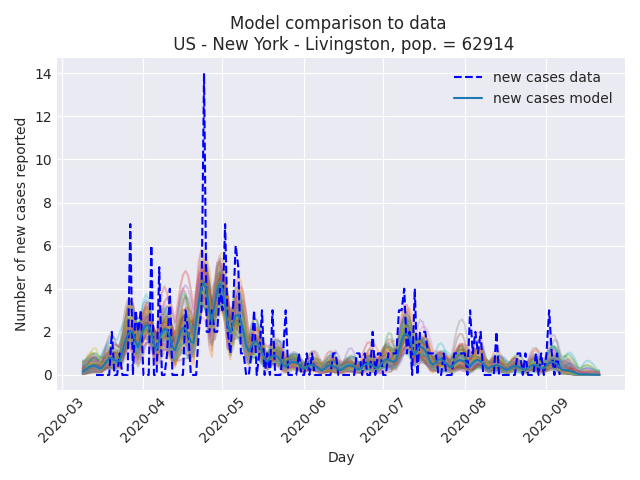 Model comparison to data
US - New York - Livingston, pop. = 62914
new cases data
new cases model
Number of new cases reported
14
12
10
8
6
4
2
0
2020-03
2020-04
2020-05
2020-06
2020-07
2020-08
2020-09
Day